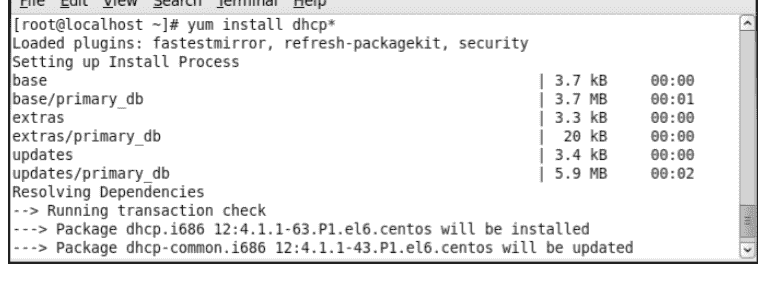 File Edit View Search Terminal Help
[root@localhost ~]# yum install dhcp*
Loaded plugins: fastestmirror, refresh-packagekit, security
Setting up Install Process
base | 3.7 kB 00:00
base/primary_db | 3.7 MB 00:01
extras | 3.3 kB 00:00
extras/primary_db | 20 kB 00:00
updates | 3.4 kB 00:00
updates/primary_db | 5.9 MB 00:02
Resolving Dependencies
--> Running transaction check
---> Package dhcp.i686 12:4.1.1-63.P1.el6.centos will be installed
---> Package dhcp-common.i686 12:4.1.1-43.P1.el6.centos will be updated